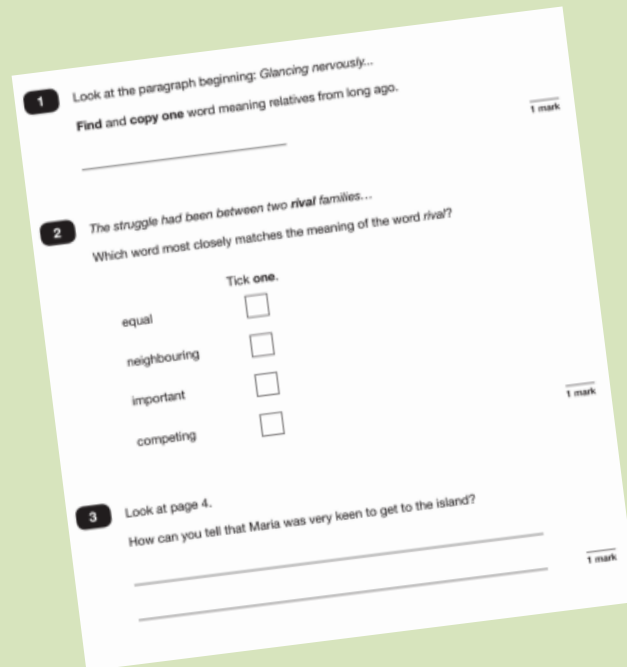 1
Look at the paragraph beginning: Glancing nervously...
Find and copy one word meaning relatives from long ago.
1 mark
2
The struggle had been between two rival families...
Which word most closely matches the meaning of the word rival?
Tick one.
equal
neighbouring
important
competing
1 mark
3
Look at page 4.
How can you tell that Maria was very keen to get to the island?
1 mark